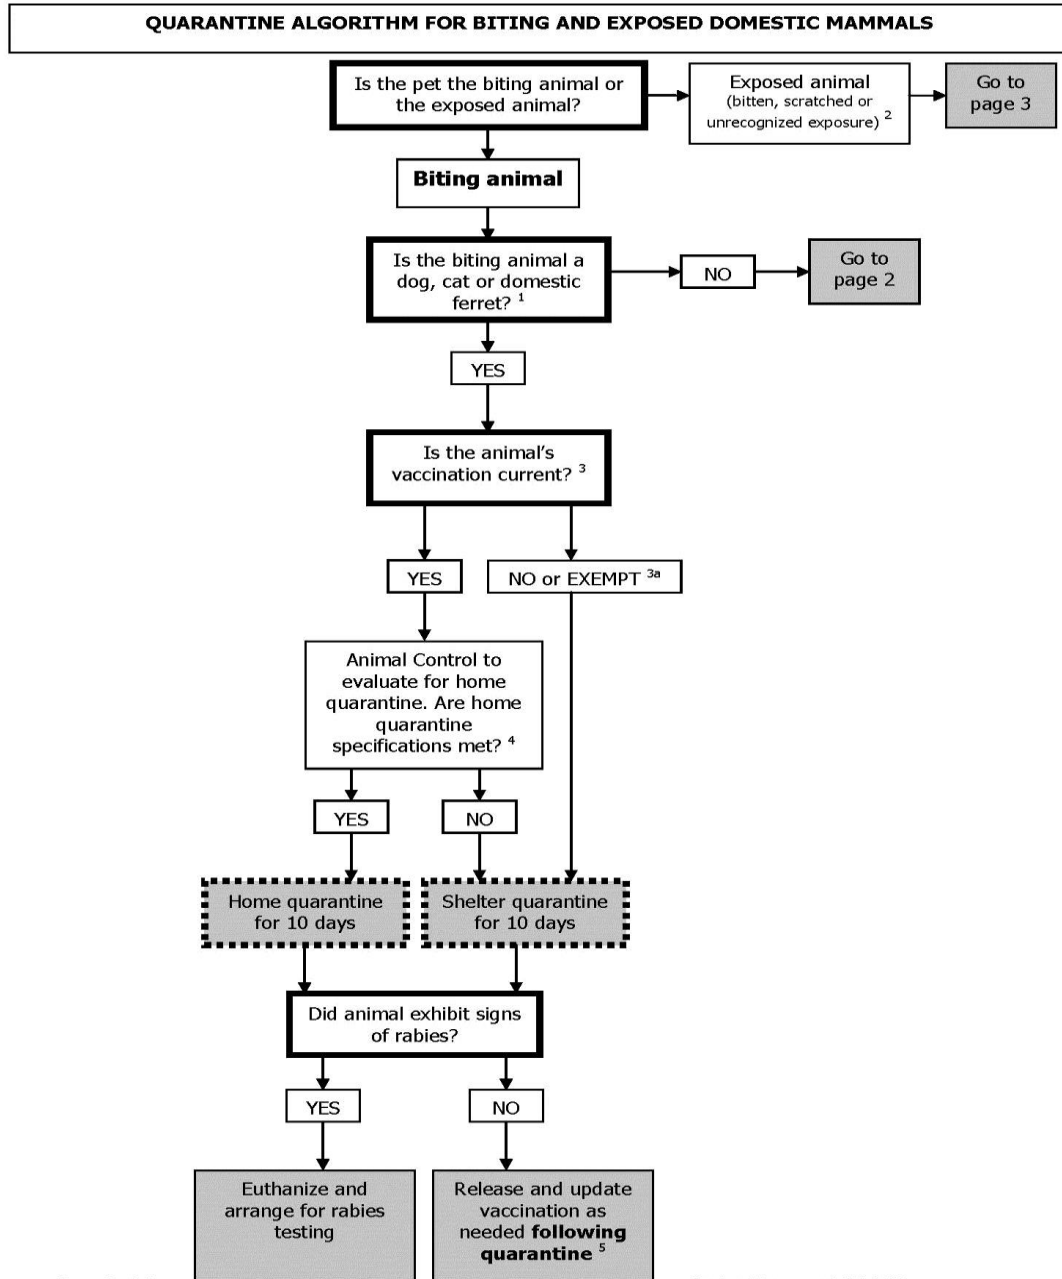 QUARANTINE ALGORITHM FOR BITING AND EXPOSED DOMESTIC MAMMALS
Is the pet the biting animal or
the exposed animal?
Exposed animal
(bitten, scratched or
unrecognized exposure) 2
Go to
page 3
Biting animal
Is the biting animal a
dog, cat or domestic
ferret? 1
NO
Go to
page 2
YES
Is the animal's
vaccination current? 3
YES
NO or EXEMPT 3a
Animal Control to
evaluate for home
quarantine. Are home
quarantine
specifications met? 4
YES
NO
Home quarantine
for 10 days
Shelter quarantine
for 10 days
Did animal exhibit signs
of rabies?
YES
NO
Euthanize and
arrange for rabies
testing
Release and update
vaccination as
needed following
quarantine 5